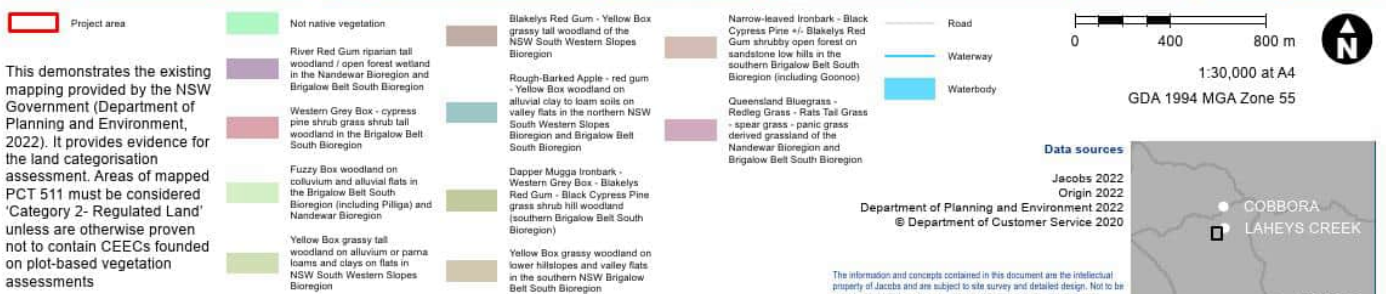 Project area
This demonstrates the existing
mapping provided by the NSW
Government (Department of
Planning and Environment,
2022). It provides evidence for
the land categorisation
assessment. Areas of mapped
PCT 511 must be considered
'Category 2- Regulated Land'
unless are otherwise proven
not to contain CEECs founded
on plot-based vegetation
assessments
Not native vegetation
River Red Gum riparian tall
woodland / open forest wetland
in the Nandewar Bioregion and
Brigalow Belt South Bioregion
Western Grey Box - cypress
pine shrub grass shrub tall
woodland in the Brigalow Belt
South Bioregion
Fuzzy Box woodland on
colluvium and alluvial flats in
the Brigalow Belt South
Bioregion (including Pilliga) and
Nandewar Bioregion
Yellow Box grassy tall
woodland on alluvium or parna
loams and clays on flats in
NSW South Western Slopes
Bioregion
Blakelys Red Gum - Yellow Box
grassy tall woodland of the
NSW South Western Slopes
Bioregion
Rough-Barked Apple - red gum
- Yellow Box woodland on
alluvial clay to loam soils on
valley flats in the northern NSW
South Western Slopes
Bioregion and Brigalow Belt
South Bioregion
Dapper Mugga Ironbark -
Western Grey Box - Blakelys
Red Gum - Black Cypress Pine
grass shrub hill woodland
(southern Brigalow Belt South
Bioregion)
Yellow Box grassy woodland on
lower hillslopes and valley flats
in the southern NSW Brigalow
Belt South Bioregion
Narrow-leaved Ironbark - Black
Cypress Pine +/- Blakelys Red
Gum shrubby open forest on
sandstone low hills in the
southern Brigalow Belt South
Bioregion (including Goonoo)
Queensland Bluegrass -
Redleg Grass - Rats Tail Grass
- spear grass - panic grass
derived grassland of the
Nandewar Bioregion and
Brigalow Belt South Bioregion
Road
Waterway
Waterbody
0 400 800 m
N
1:30,000 at A4
GDA 1994 MGA Zone 55
Data sources
Jacobs 2022
Origin 2022
Department of Planning and Environment 2022
© Department of Customer Service 2020
The information and concepts contained in this document are the intellectual
property of Jacobs and are subject to site survey and detailed design. Not to be
COBBORA
LAHEYS CREEK